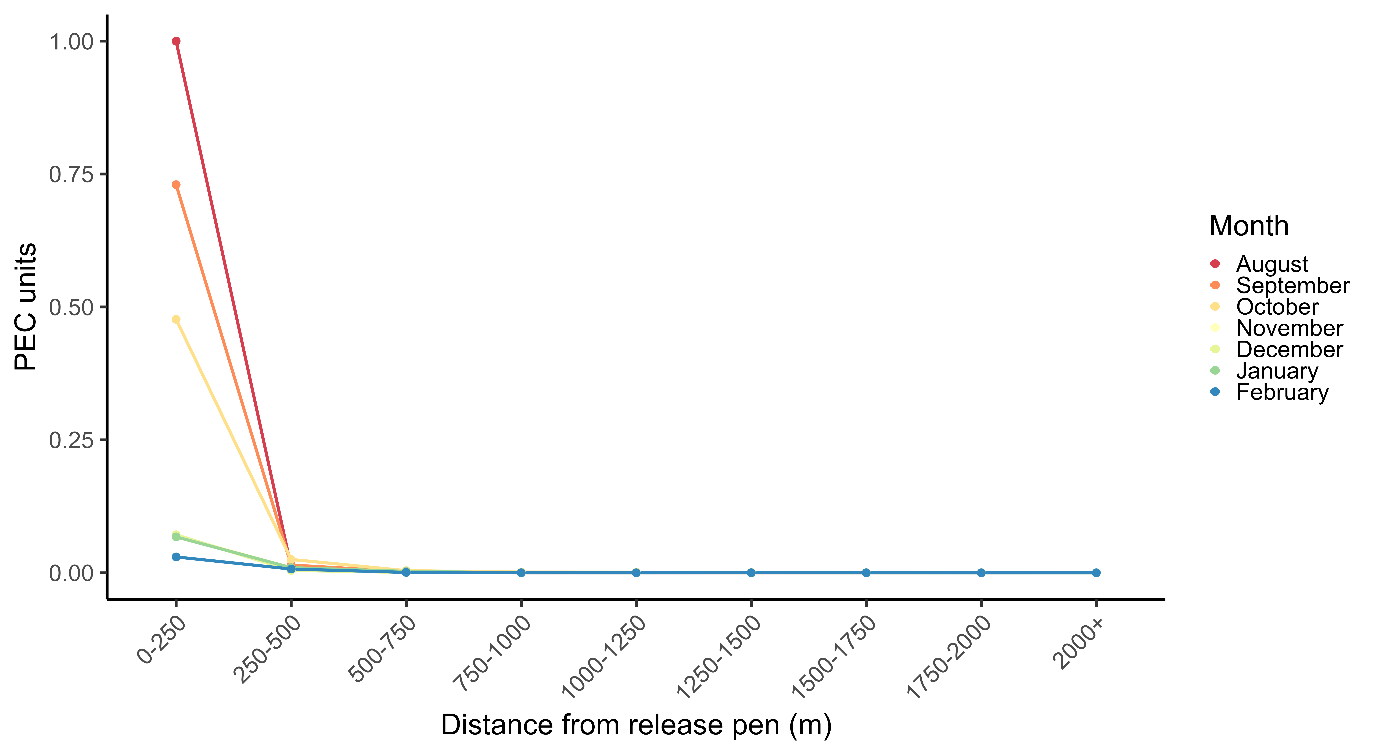 1.00
0.75
0.50
0.25
0.00
PEC units
0-250
250-500
500-750
750-1000
1000-1250
1250-1500
1500-1750
1750-2000
2000+
Distance from release pen (m)
Month
August
September
October
November
December
January
February